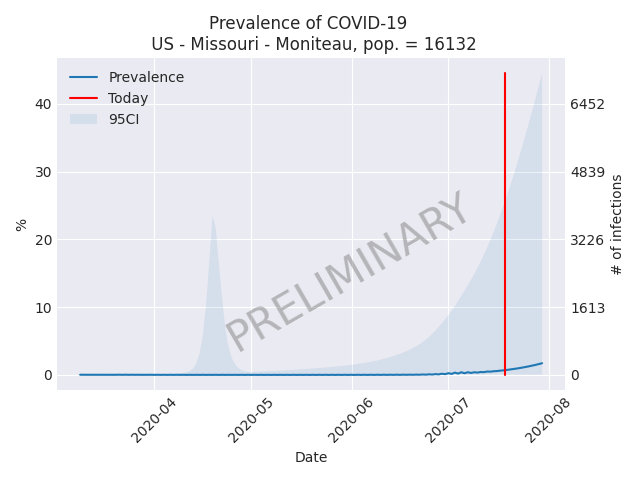 Prevalence of COVID-19
US - Missouri - Moniteau, pop. = 16132
Prevalence
Today
95CI
PRELIMINARY
40
30
20
10
0
%
6452
4839
3226
1613
0
# of infections
2020-04
2020-05
2020-06
2020-07
2020-08
Date